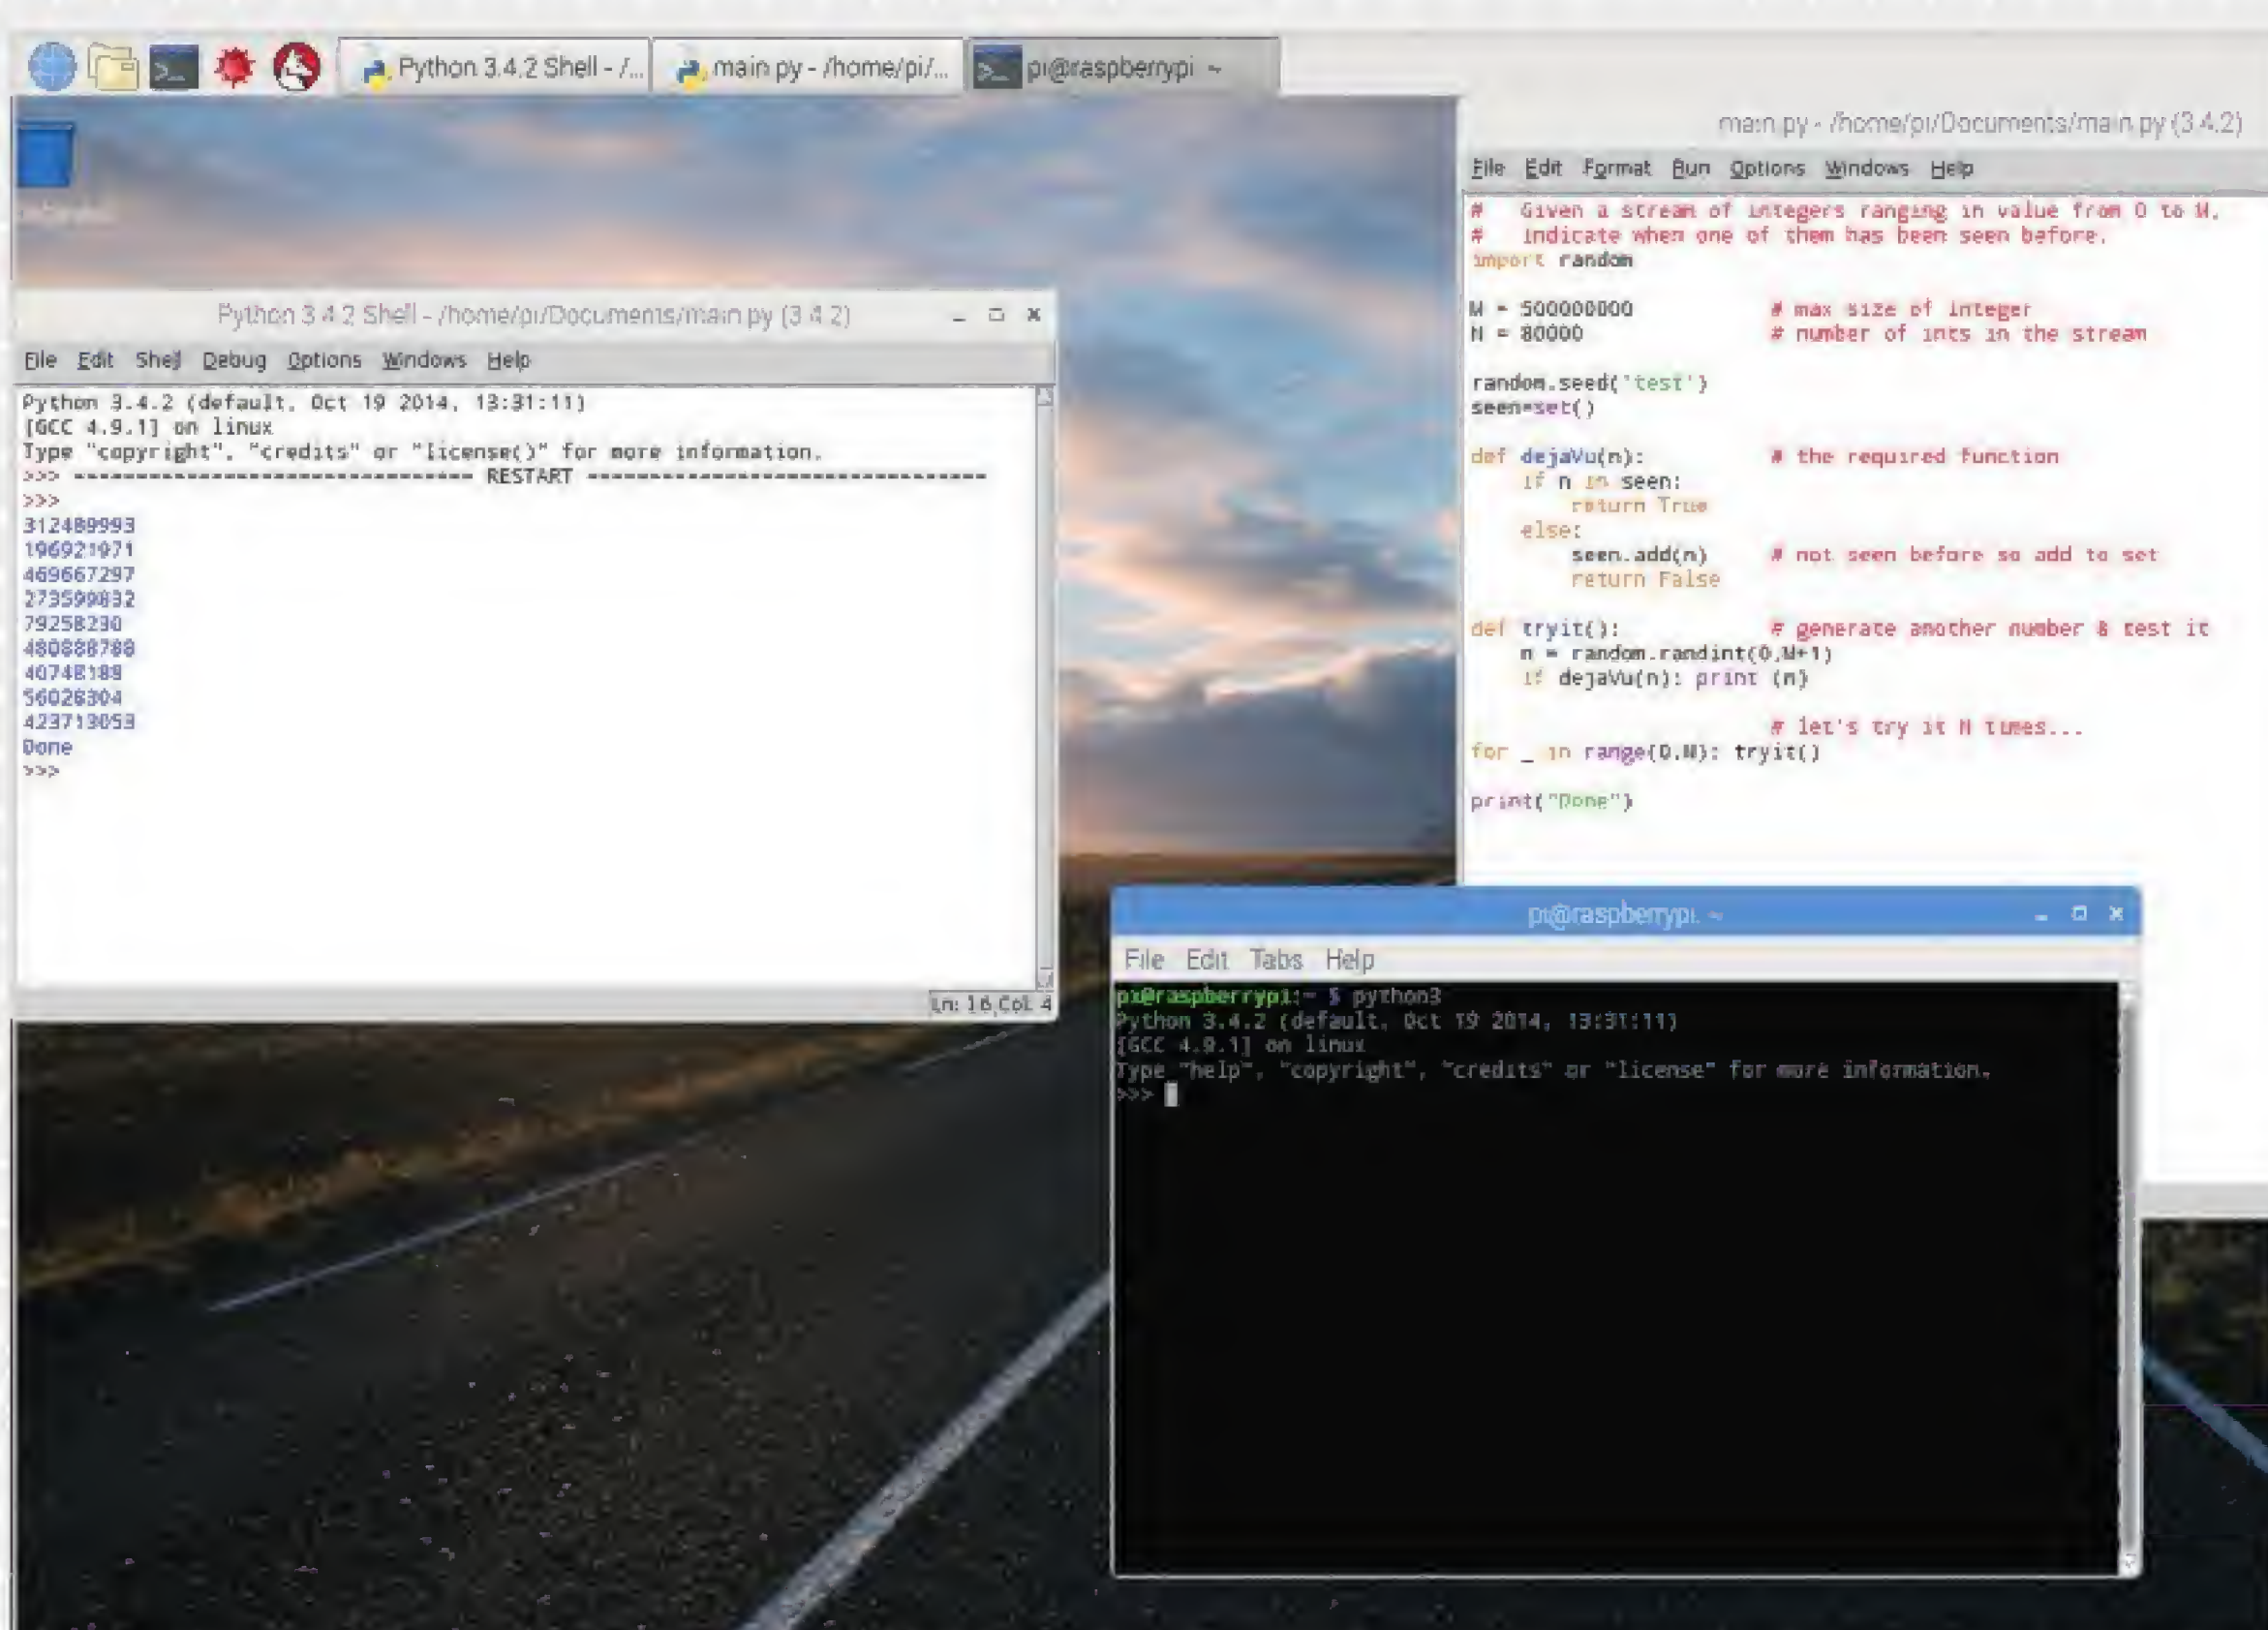 Python 3.4.2 Shell - /...
main.py - /home/pi/...
pi@raspberrypi: ~
Python 3.4.2 Shell - /home/pi/Documents/main.py (3.4.2)
File Edit Shell Debug Options Windows Help
Python 3.4.2 (default, Oct 19 2014, 13:31:11)
[GCC 4.9.1] on linux
Type "copyright", "credits" or "license()" for more information.
>>> ================================ RESTART ================================
>>>
312489993
196921971
469667297
273599832
79258230
480888788
40748188
56028304
423713053
Done
>>>
Ln: 16 Col: 4
main.py - /home/pi/Documents/main.py (3.4.2)
File Edit Format Run Options Windows Help
# Given a stream of integers ranging in value from 0 to M,
# indicate when one of them has been seen before.
import random
M = 500000000 # max size of integer
N = 80000 # number of ints in the stream
random.seed('test')
seen=set()
def dejaVu(n): # the required function
if n in seen:
return True
else:
seen.add(n) # not seen before so add to set
return False
def tryit(): # generate another number & test it
n = random.randint(0,M+1)
if dejaVu(n): print (n)
# let's try it N times...
for _ in range(0,N): tryit()
print("Done")
pi@raspberrypi: ~
File Edit Tabs Help
pi@raspberrypi:~ $ python3
Python 3.4.2 (default, Oct 19 2014, 13:31:11)
[GCC 4.9.1] on linux
Type "help", "copyright", "credits" or "license" for more information.
>>>